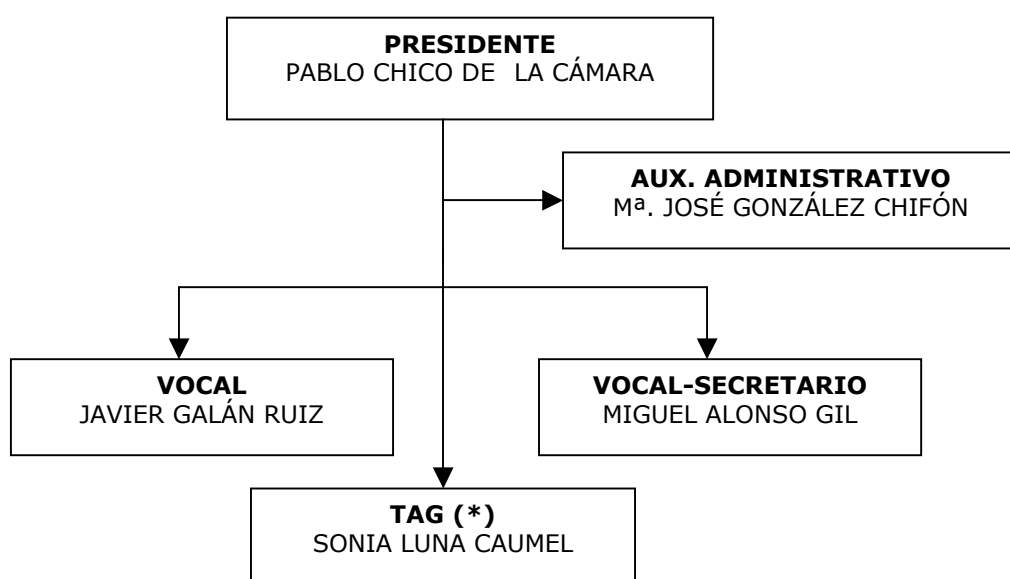 PRESIDENTE
PABLO CHICO DE LA CÁMARA
AUX. ADMINISTRATIVO
Mª. JOSÉ GONZÁLEZ CHIFÓN
VOCAL
JAVIER GALÁN RUIZ
VOCAL-SECRETARIO
MIGUEL ALONSO GIL
TAG (*)
SONIA LUNA CAUMEL